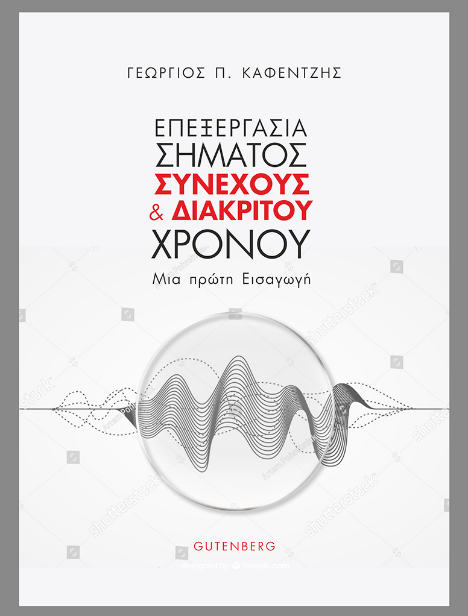 ΓΕΩΡΓΙΟΣ Π. ΚΑΦΕΝΤΖΗΣ
ΕΠΕΞΕΡΓΑΣΙΑ
ΣΗΜΑΤΟΣ
ΣΥΝΕΧΟΥΣ
& ΔΙΑΚΡΙΤΟΥ
ΧΡΟΝΟΥ
Μια πρώτη Εισαγωγή
GUTENBERG